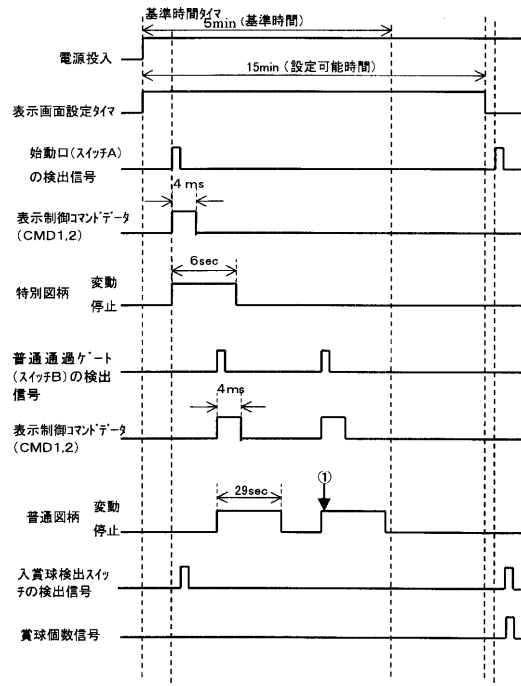 基準時間タイマ
5min(基準時間)
電源投入
15min(設定可能時間)
表示画面設定タイマ
始動口(スイッチA)
の検出信号
4 ms
表示制御コマンドデータ
(CMD1,2)
6sec
特別図柄
変動
停止
普通通過ゲート
(スイッチB)の検出
信号
4ms
表示制御コマンドデータ
(CMD1,2)
①
29sec
普通図柄
変動
停止
入賞球検出スイッ
チの検出信号
賞球個数信号